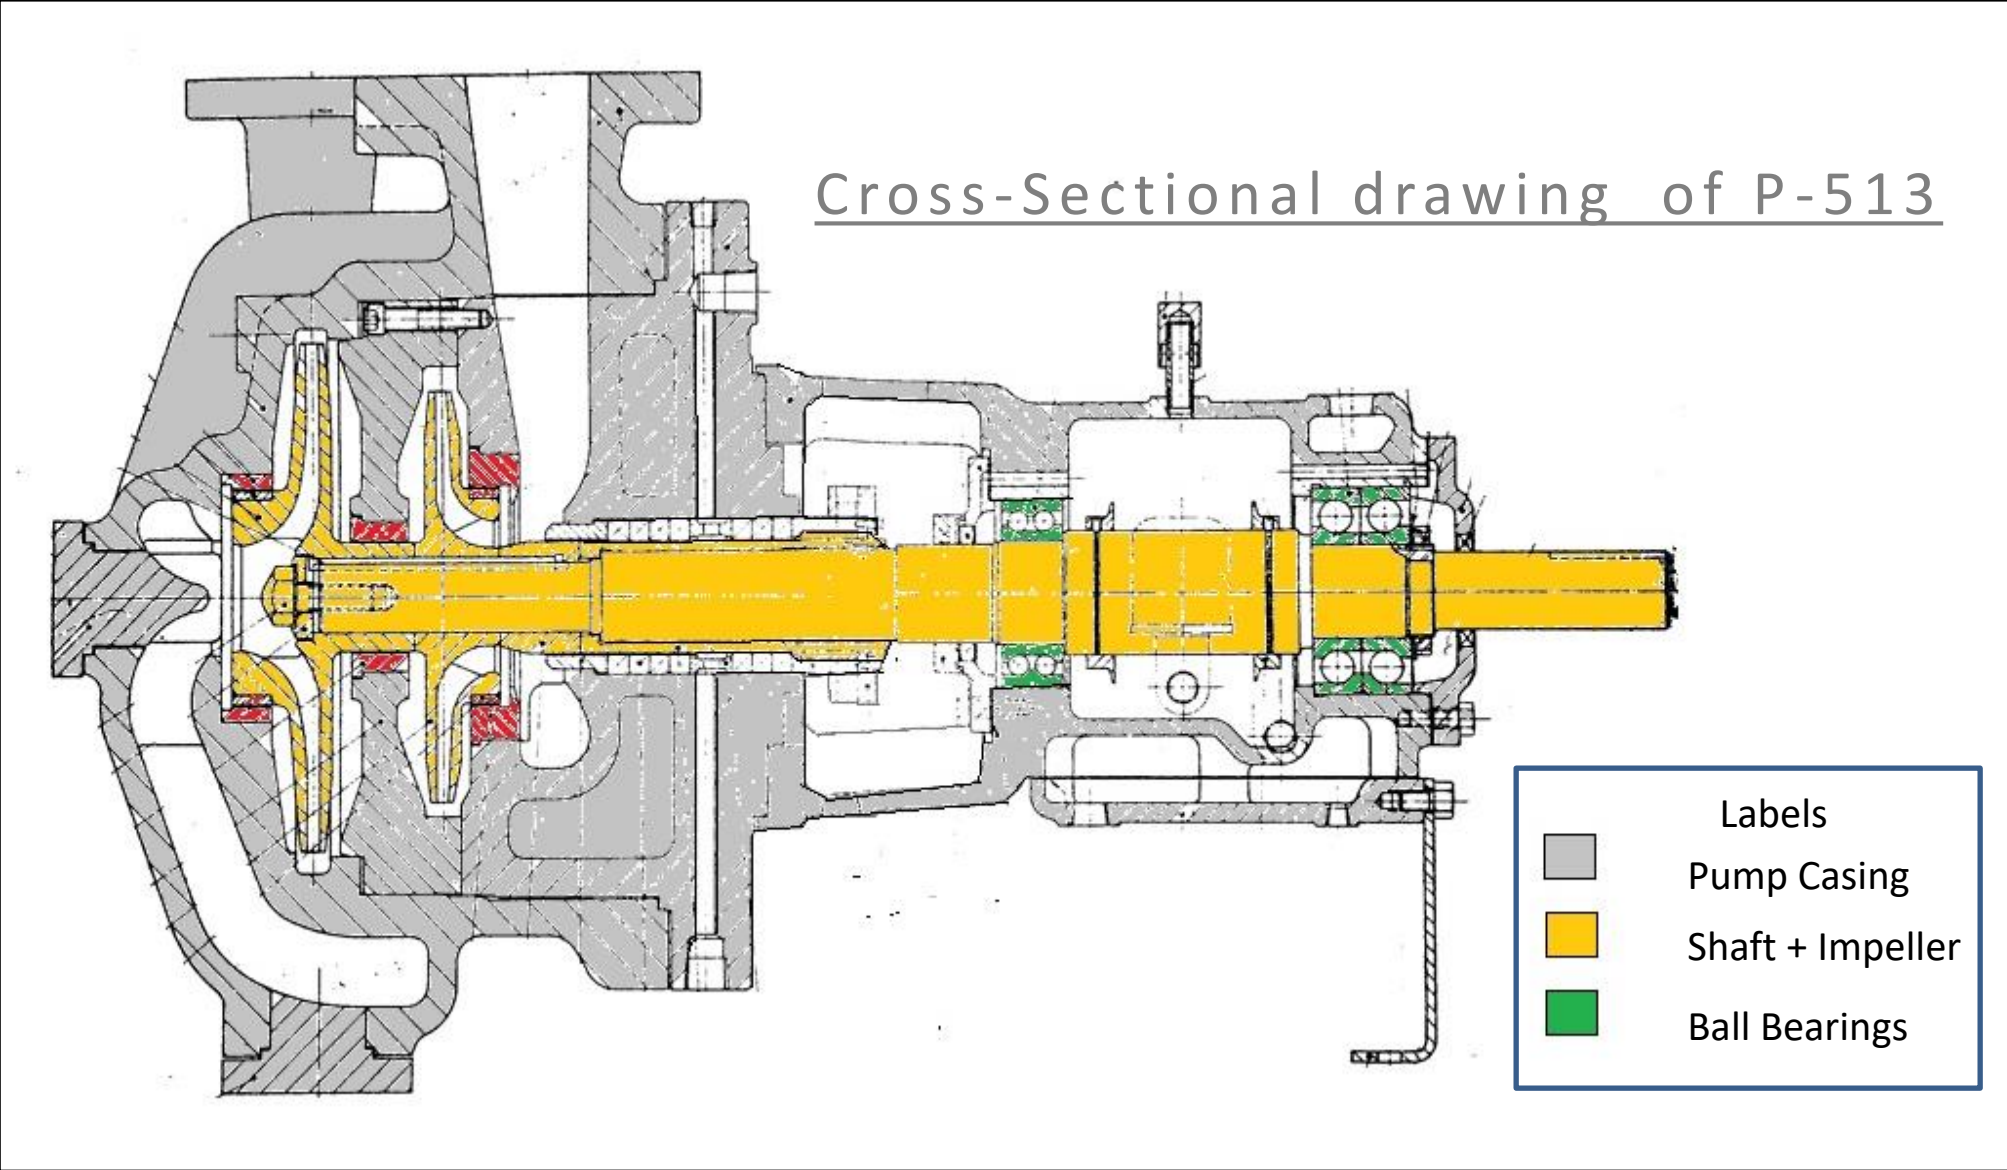 Cross-Sectional drawing of P-513
Labels
Pump Casing
Shaft + Impeller
Ball Bearings